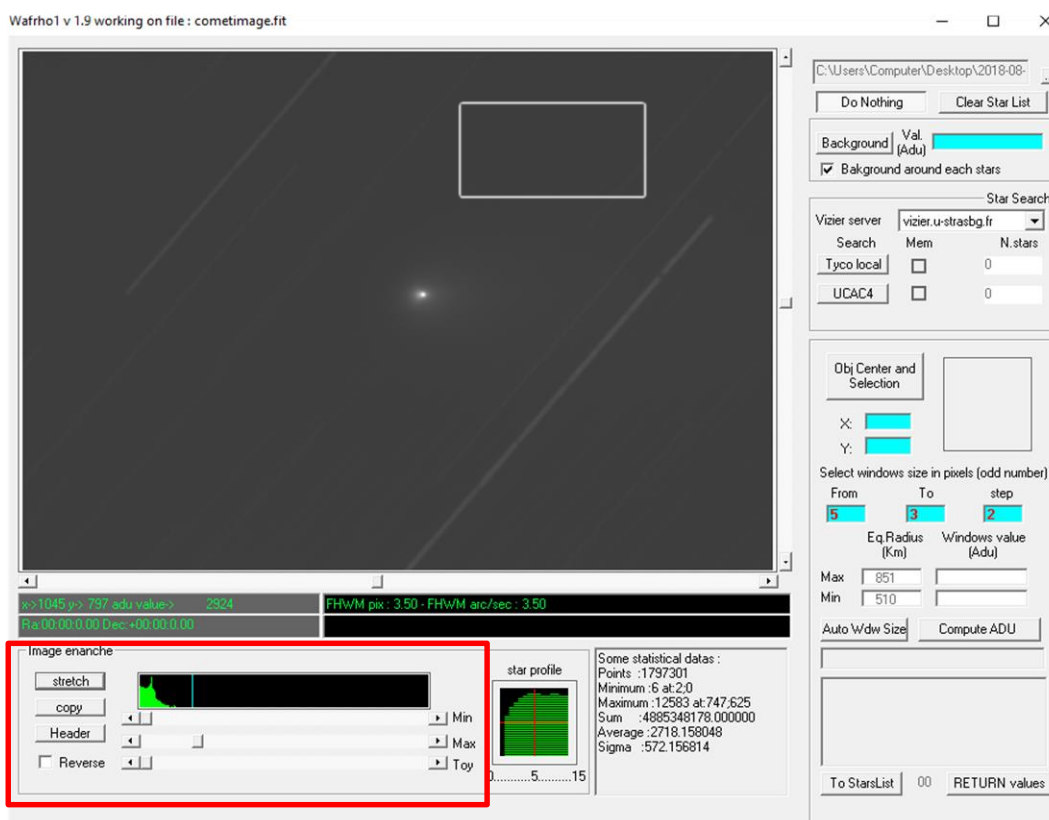 Wafrho1 v 1.9 working on file : cometimage.fit
C:\Users\Computer\Desktop\2018-08-
Do Nothing Clear Star List
Background Val. (Adu)
Bakground around each stars
Star Search
Vizier server vizier.u-strasbg.fr
Search Mem N.stars
Tyco local 0
UCAC4 0
Obj Center and
Selection
X:
Y:
Select windows size in pixels (odd number)
From To step
5 3 2
Eq.Radius Windows value
(Km) (Adu)
Max 851
Min 510
Auto Wdw Size Compute ADU
To StarsList 00 RETURN values
x->1045 y-> 797 adu value-> 2924
Ra:00:00:0.00 Dec:+00:00:0.00
FHWM pix : 3.50 - FHWM arc/sec : 3.50
Image enanche
stretch
copy
Header
Reverse
Min
Max
Toy
star profile
0..........5..........15
Some statistical datas :
Points :1797301
Minimum :6 at:2;0
Maximum :12583 at:747;625
Sum :4885348178.000000
Average :2718.158048
Sigma :572.156814